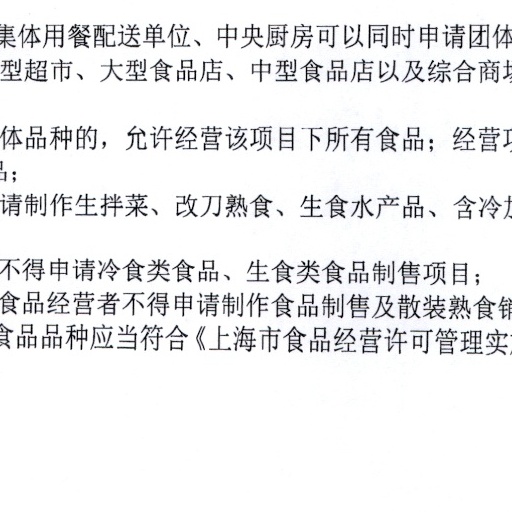 集体用餐配送单位、中央厨房可以同时申请团体
型超市、大型食品店、中型食品店以及综合商场
体品种的，允许经营该项目下所有食品；经营项
品；
请制作生拌菜、改刀熟食、生食水产品、含冷加
不得申请冷食类食品、生食类食品制售项目；
食品经营者不得申请制作食品制售及散装熟食销
食品品种应当符合《上海市食品经营许可管理实施